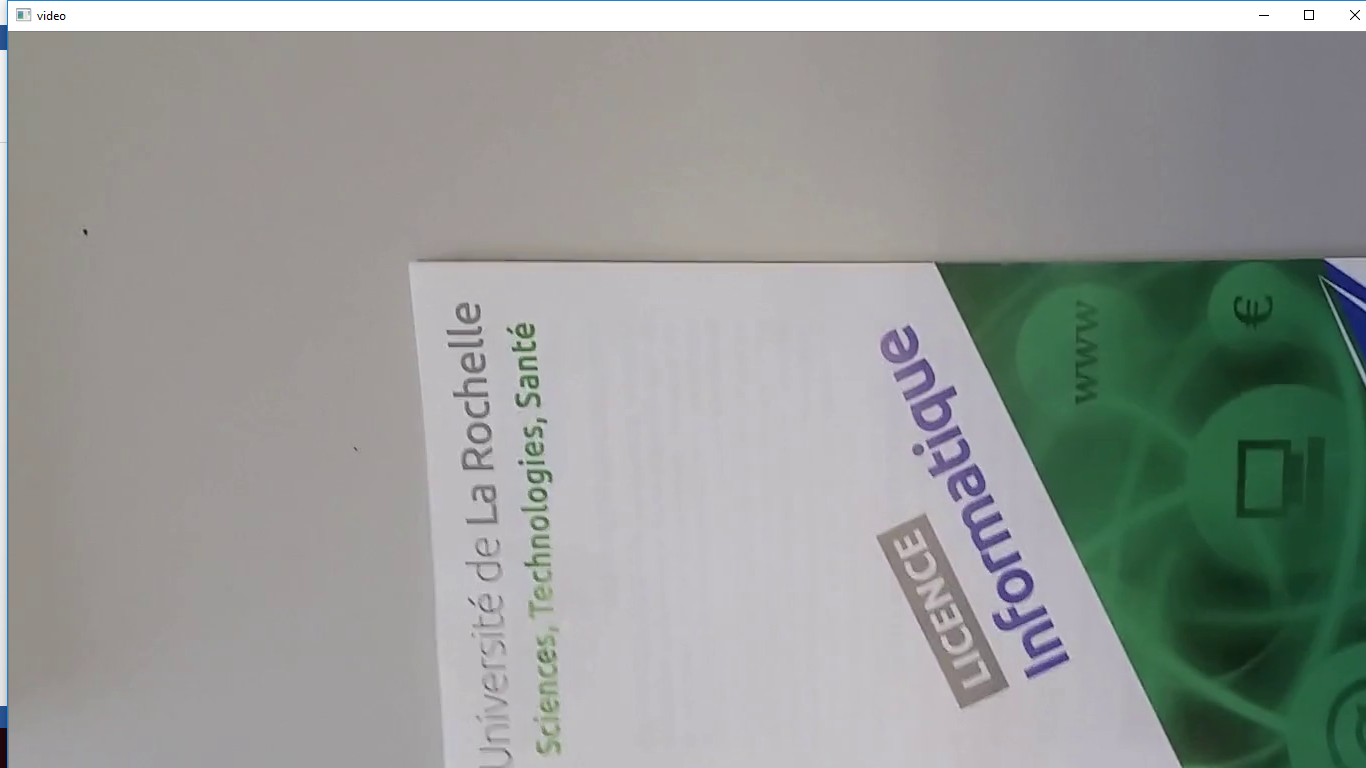 video
Université de La Rochelle
Sciences, Technologies, Santé
LICENCE
Informatique
www
€